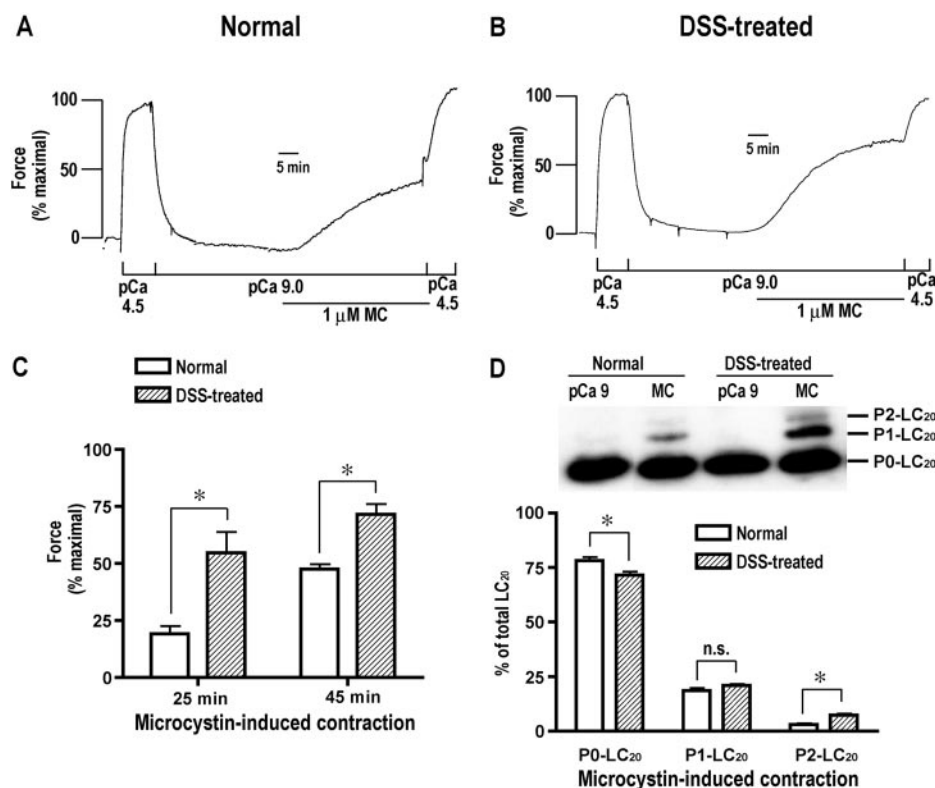 A
Normal
100
50
0
Force
(% maximal)
5 min
pCa
4.5
pCa 9.0
1 μM MC
pCa
4.5
B
DSS-treated
100
50
0
Force
(% maximal)
5 min
pCa
4.5
pCa 9.0
1 μM MC
pCa
4.5
C
Normal
DSS-treated
100
75
50
25
0
Force
(% maximal)
*
*
25 min
45 min
Microcystin-induced contraction
D
Normal
DSS-treated
pCa 9
MC
pCa 9
MC
P2-LC20
P1-LC20
P0-LC20
100
75
50
25
0
% of total LC20
Normal
DSS-treated
*
n.s.
*
P0-LC20
P1-LC20
P2-LC20
Microcystin-induced contraction